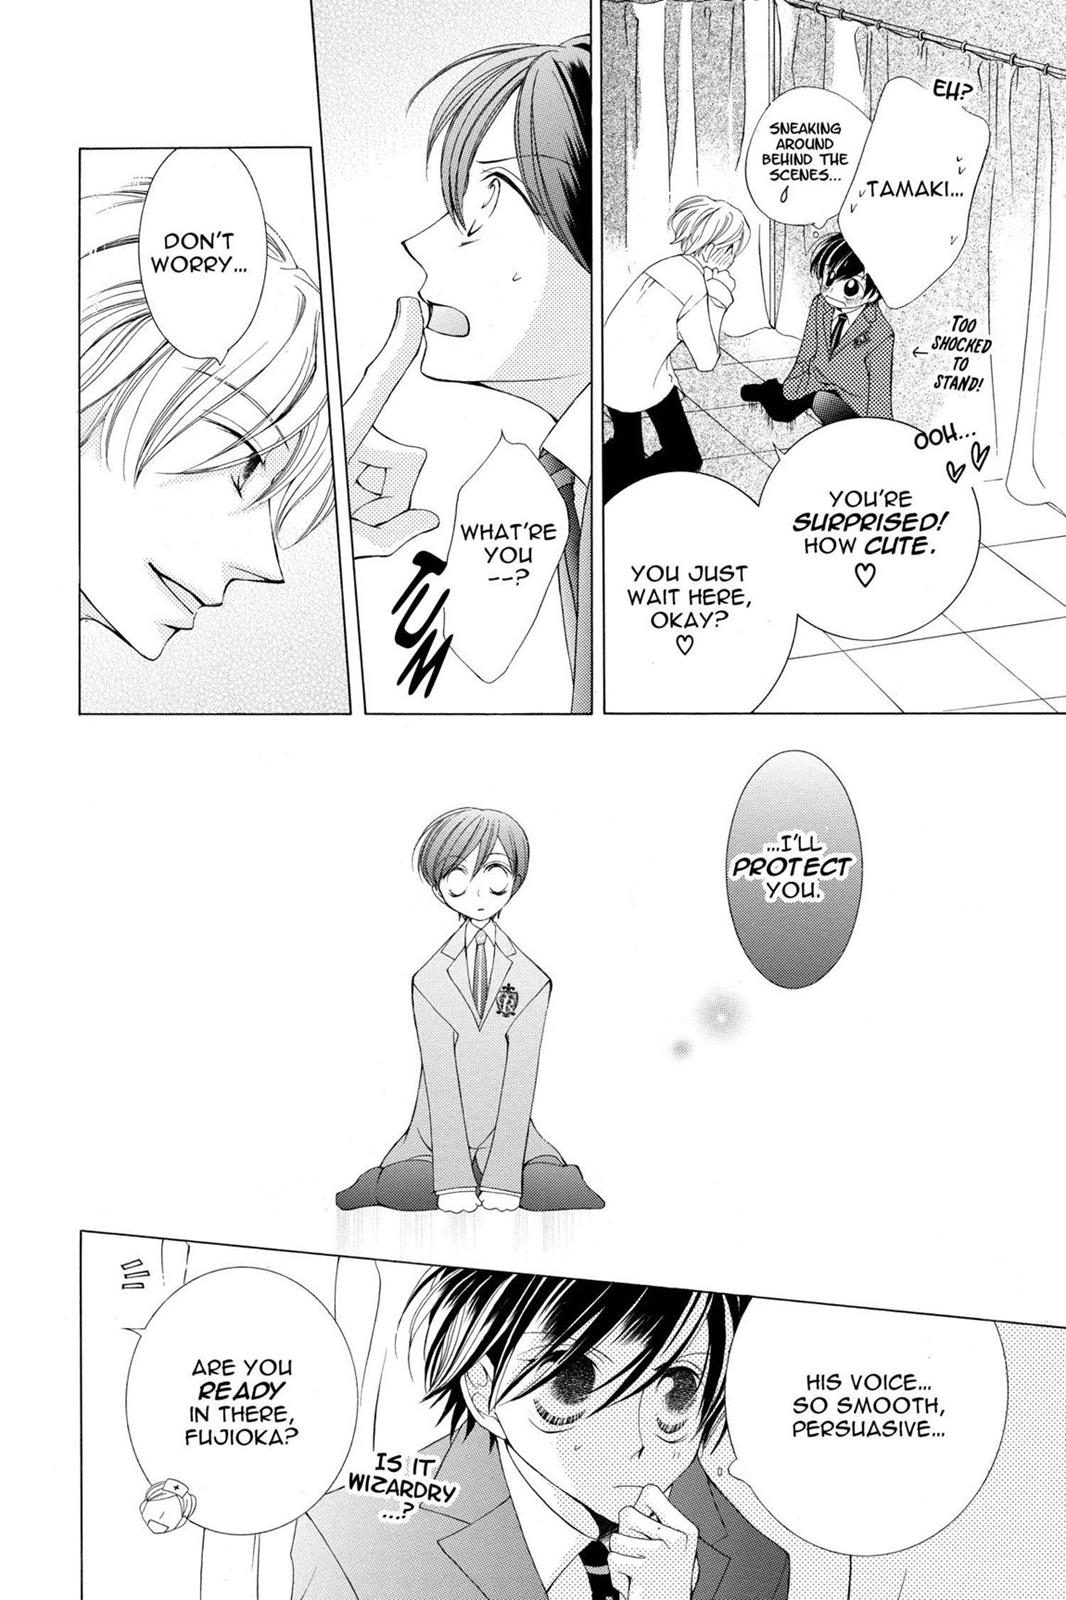 EH?
TAMAKI...
SNEAKING
AROUND
BEHIND THE
SCENES...
TOO
SHOCKED
TO
STAND!
OOH...
YOU'RE
SURPRISED!
HOW CUTE.
♡
YOU JUST
WAIT HERE,
OKAY?
♡
WHAT'RE
YOU
--?
TUM
DON'T
WORRY...
...I'LL
PROTECT
YOU.
HIS VOICE...
SO SMOOTH,
PERSUASIVE...
IS IT
WIZARDRY
...?
ARE YOU
READY
IN THERE,
FUJIOKA?